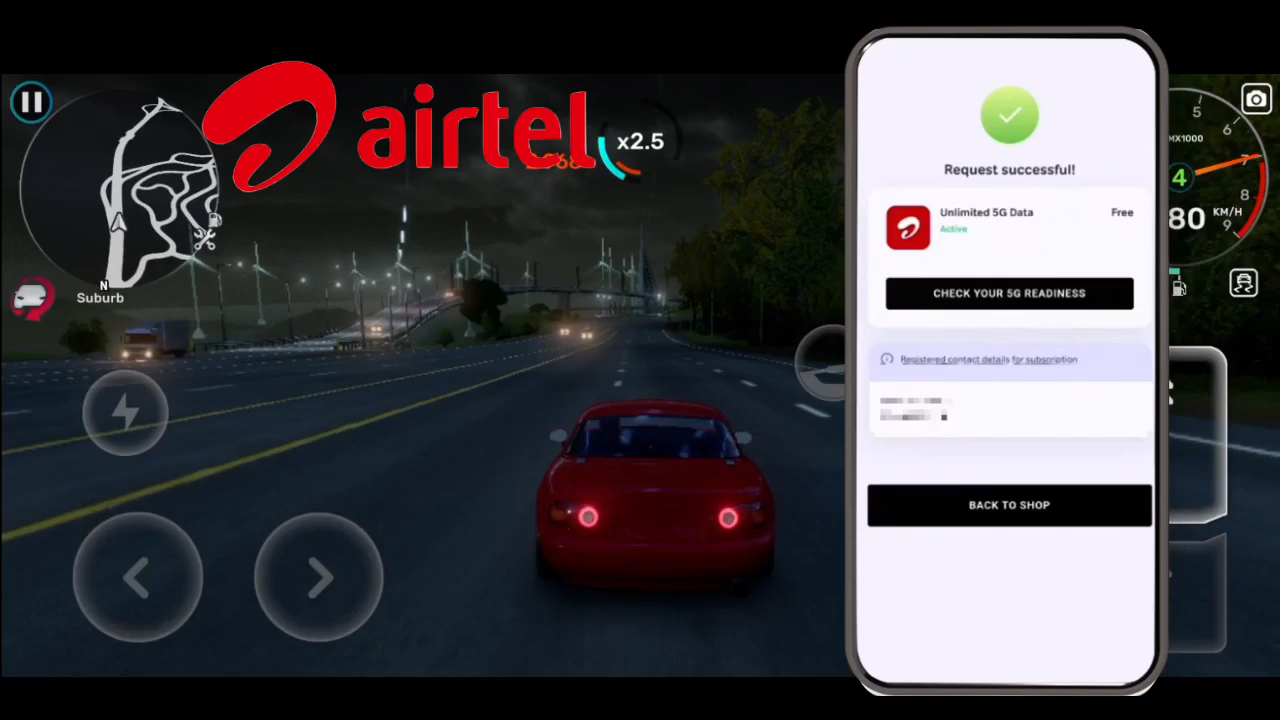 airtel
x2.5
N
Suburb
5
6
MX1000
7
4
8
80
KM/H
9
Request successful!
Unlimited 5G Data
Free
Active
CHECK YOUR 5G READINESS
Registered contact details for subscription
BACK TO SHOP